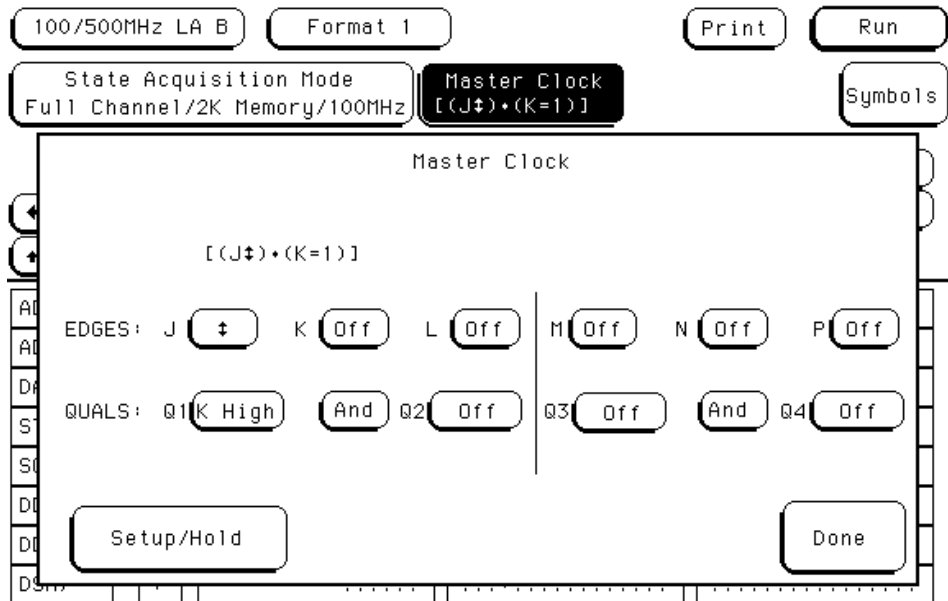 100/500MHz LA B Format 1 Print Run
State Acquisition Mode
Full Channel/2K Memory/100MHz
Master Clock
[(J↕)•(K=1)]
Symbols
Master Clock
[(J↕)•(K=1)]
EDGES: J ↕ K Off L Off M Off N Off P Off
QUALS: Q1 K High And Q2 Off Q3 Off And Q4 Off
Setup/Hold Done